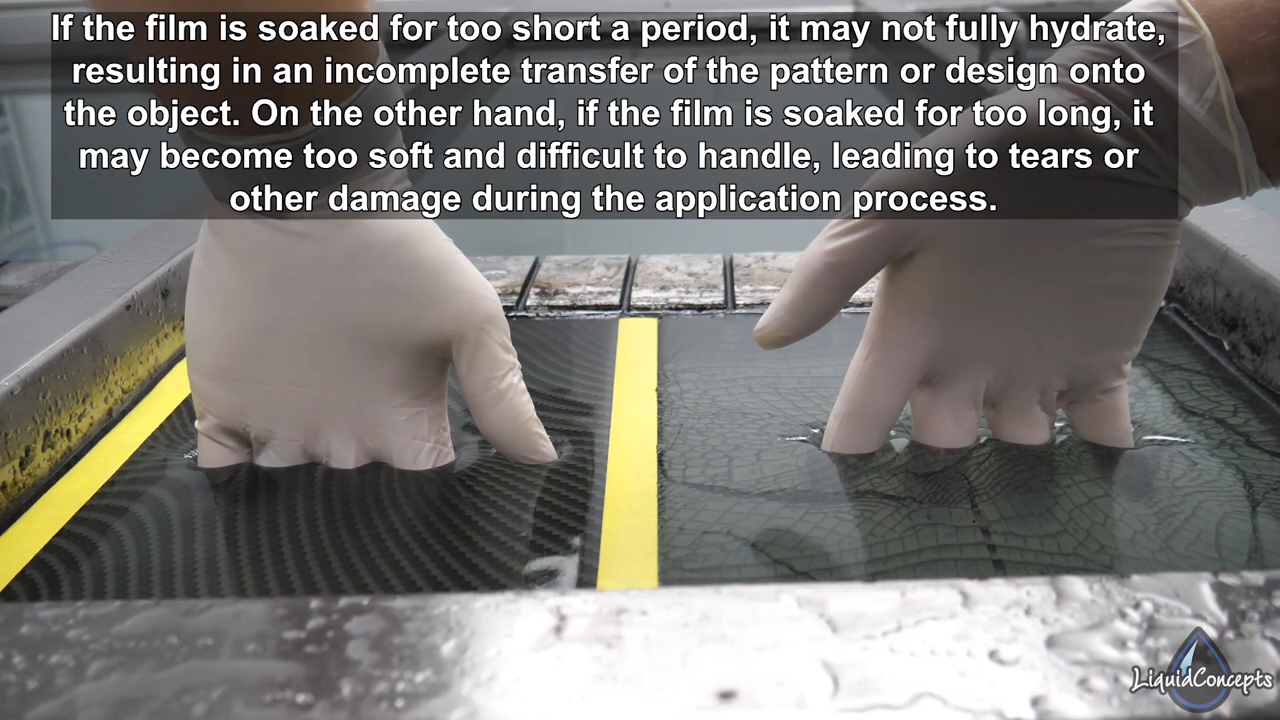 If the film is soaked for too short a period, it may not fully hydrate,
resulting in an incomplete transfer of the pattern or design onto
the object. On the other hand, if the film is soaked for too long, it
may become too soft and difficult to handle, leading to tears or
other damage during the application process.
LiquidConcepts